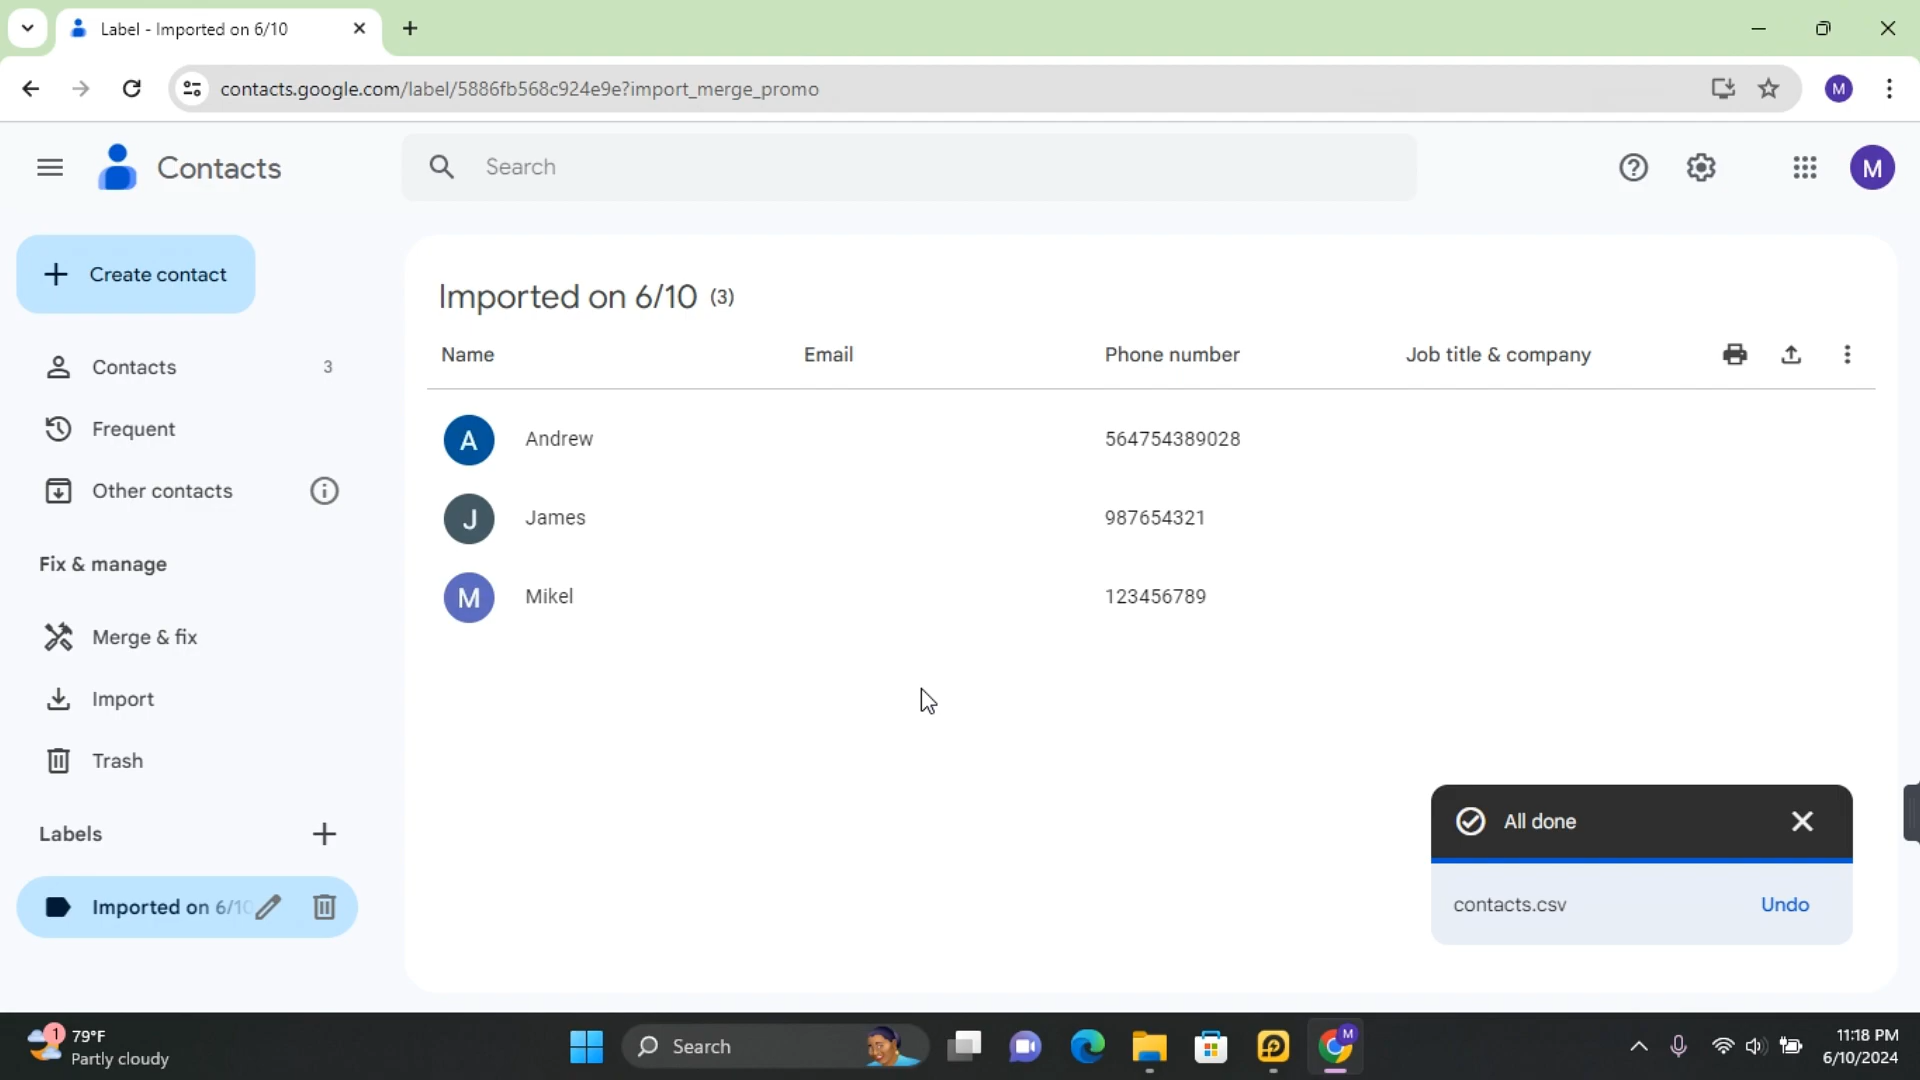 Label - Imported on 6/10
contacts.google.com/label/5886fb568c924e9e?import_merge_promo
M
Contacts
Search
M
Create contact
Imported on 6/10 (3)
Name Email Phone number Job title & company
Contacts 3
Frequent
Other contacts
A Andrew 564754389028
J James 987654321
M Mikel 123456789
Fix & manage
Merge & fix
Import
Trash
Labels
Imported on 6/10
All done
contacts.csv Undo
1
79°F
Partly cloudy
Search
M
11:18 PM
6/10/2024